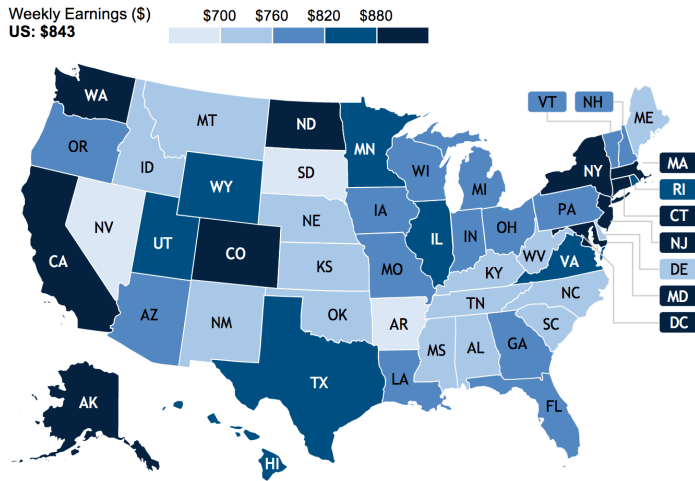 Weekly Earnings ($)
US: $843
$700 $760 $820 $880
WA
MT
ND
MN
VT
NH
ME
OR
ID
SD
WI
MI
NY
MA
RI
CT
NJ
DE
MD
DC
WY
NV
UT
CO
NE
IA
IL
IN
OH
PA
WV
VA
CA
AZ
NM
KS
MO
KY
NC
TN
SC
OK
AR
MS
AL
GA
TX
LA
FL
AK
HI